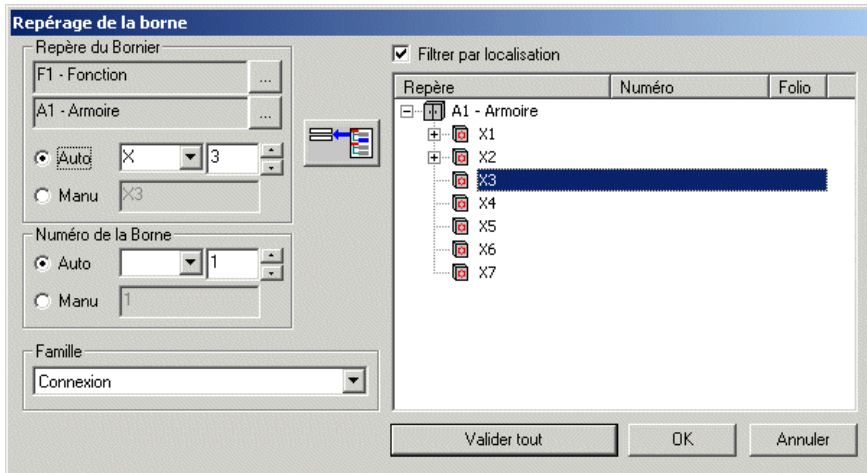 Repérage de la borne
Repère du Bornier
F1 - Fonction
...
A1 - Armoire
...
Auto
X
3
Manu
X3
Numéro de la Borne
Auto
1
Manu
1
Famille
Connexion
Filtrer par localisation
Repère Numéro Folio
A1 - Armoire
X1
X2
X3
X4
X5
X6
X7
Valider tout OK Annuler